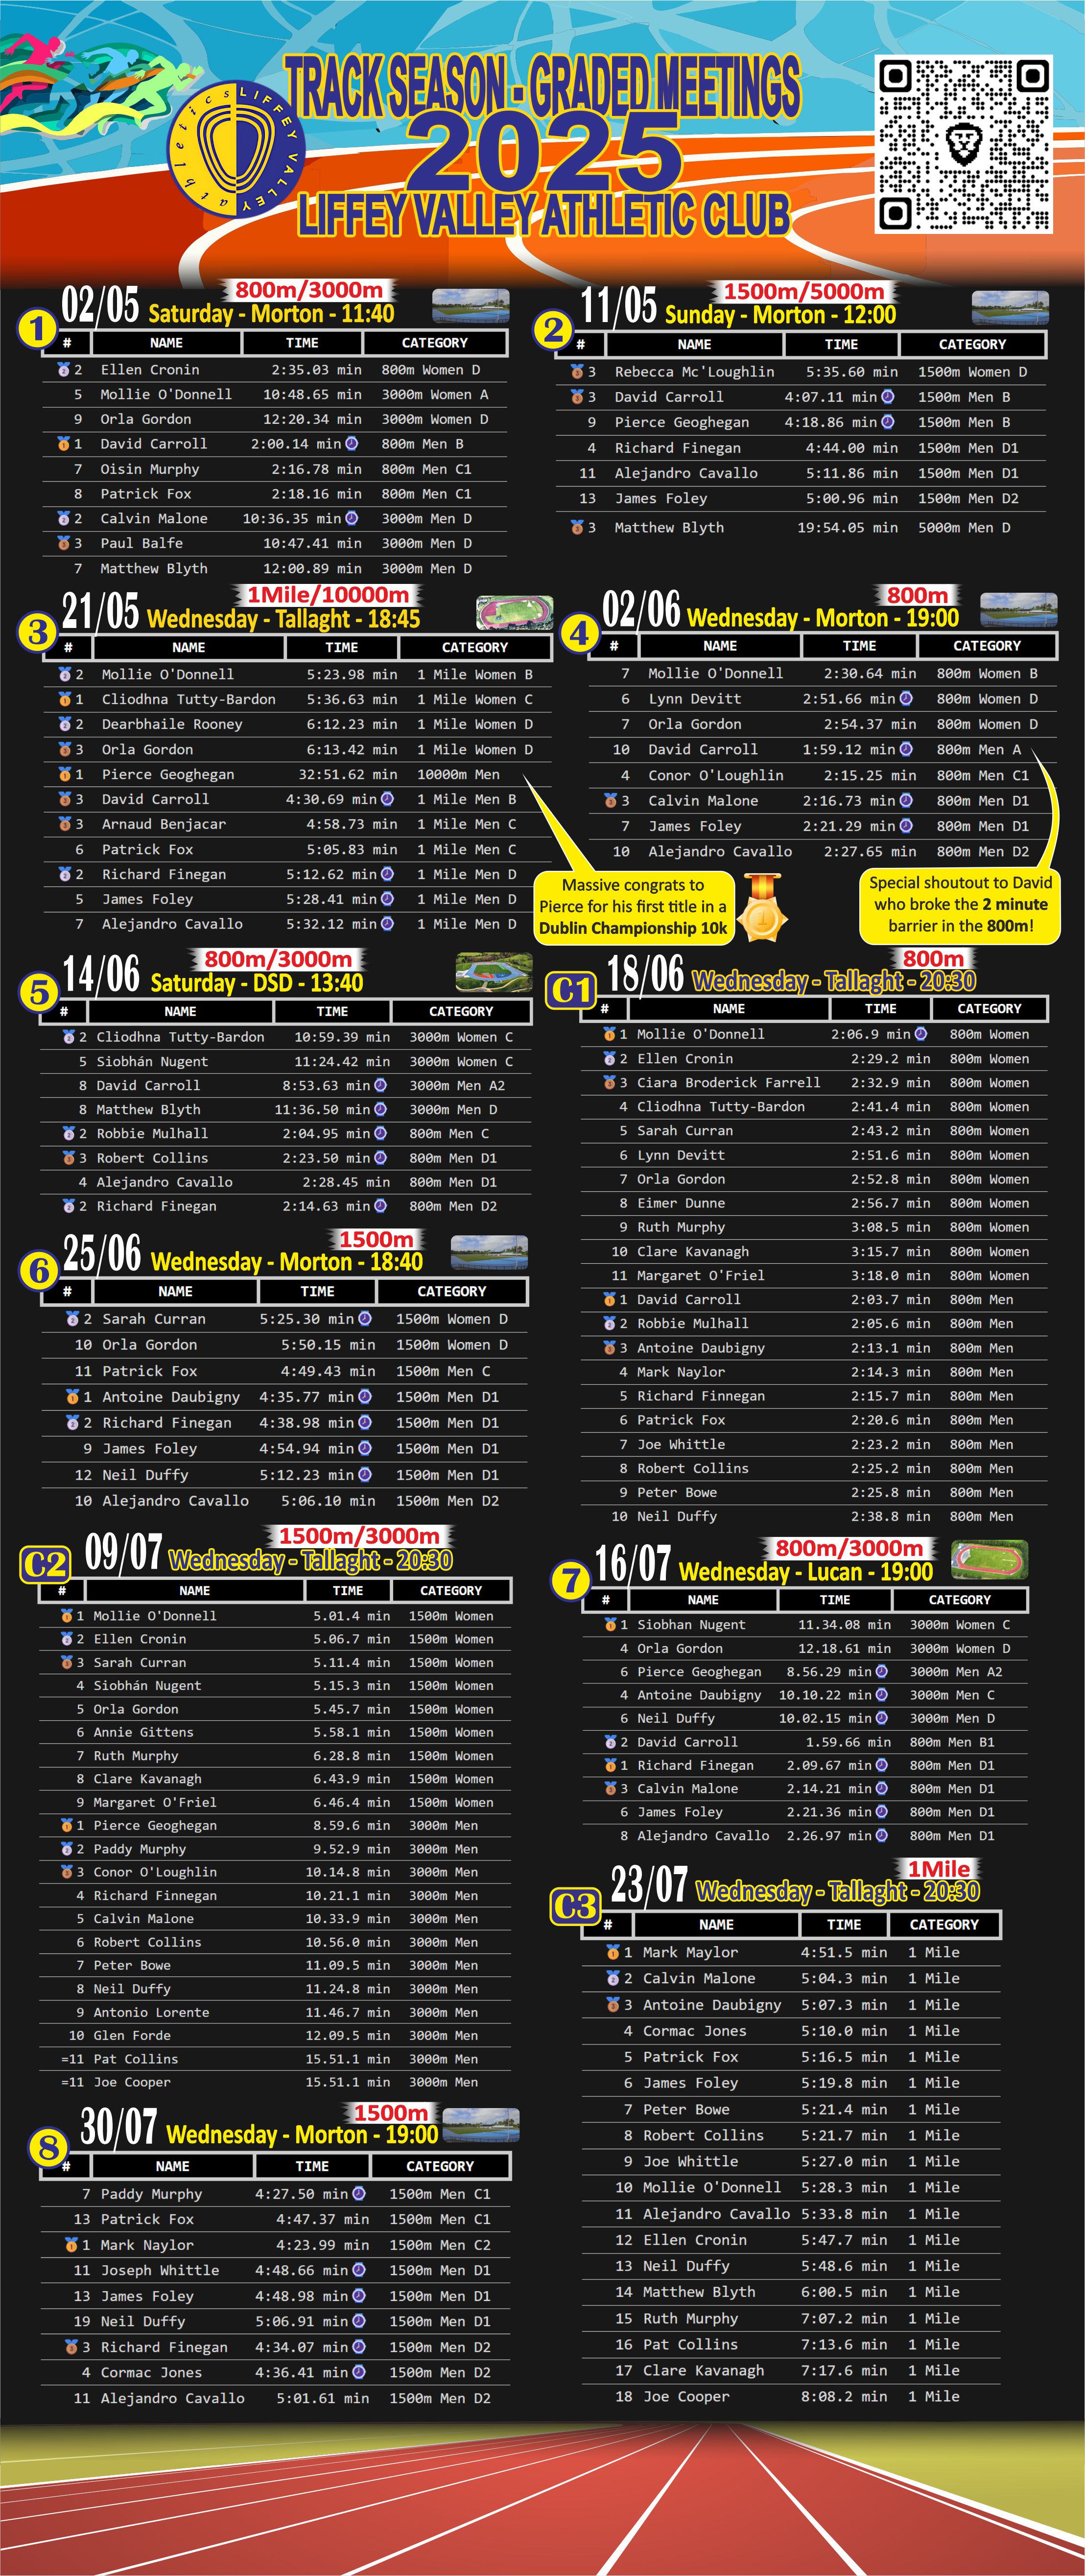 TRACK SEASON - GRADED MEETINGS
2025
LIFFEY VALLEY ATHLETIC CLUB
LIFFEY VALLEY athletics
1
02/05
800m/3000m
Saturday - Morton - 11:40
# NAME TIME CATEGORY
2 Ellen Cronin 2:35.03 min 800m Women D
5 Mollie O'Donnell 10:48.65 min 3000m Women A
9 Orla Gordon 12:20.34 min 3000m Women D
1 David Carroll 2:00.14 min 800m Men B
7 Oisin Murphy 2:16.78 min 800m Men C1
8 Patrick Fox 2:18.16 min 800m Men C1
2 Calvin Malone 10:36.35 min 3000m Men D
3 Paul Balfe 10:47.41 min 3000m Men D
7 Matthew Blyth 12:00.89 min 3000m Men D
2
11/05
1500m/5000m
Sunday - Morton - 12:00
# NAME TIME CATEGORY
3 Rebecca Mc'Loughlin 5:35.60 min 1500m Women D
3 David Carroll 4:07.11 min 1500m Men B
9 Pierce Geoghegan 4:18.86 min 1500m Men B
4 Richard Finegan 4:44.00 min 1500m Men D1
11 Alejandro Cavallo 5:11.86 min 1500m Men D1
13 James Foley 5:00.96 min 1500m Men D2
3 Matthew Blyth 19:54.05 min 5000m Men D
3
21/05
1Mile/10000m
Wednesday - Tallaght - 18:45
# NAME TIME CATEGORY
2 Mollie O'Donnell 5:23.98 min 1 Mile Women B
1 Cliodhna Tutty-Bardon 5:36.63 min 1 Mile Women C
2 Dearbhaile Rooney 6:12.23 min 1 Mile Women D
3 Orla Gordon 6:13.42 min 1 Mile Women D
1 Pierce Geoghegan 32:51.62 min 10000m Men
3 David Carroll 4:30.69 min 1 Mile Men B
3 Arnaud Benjacar 4:58.73 min 1 Mile Men C
6 Patrick Fox 5:05.83 min 1 Mile Men C
2 Richard Finegan 5:12.62 min 1 Mile Men D
5 James Foley 5:28.41 min 1 Mile Men D
7 Alejandro Cavallo 5:32.12 min 1 Mile Men D
Massive congrats to
Pierce for his first title in a
Dublin Championship 10k
1
4
02/06
800m
Wednesday - Morton - 19:00
# NAME TIME CATEGORY
7 Mollie O'Donnell 2:30.64 min 800m Women B
6 Lynn Devitt 2:51.66 min 800m Women D
7 Orla Gordon 2:54.37 min 800m Women D
10 David Carroll 1:59.12 min 800m Men A
4 Conor O'Loughlin 2:15.25 min 800m Men C1
3 Calvin Malone 2:16.73 min 800m Men D1
7 James Foley 2:21.29 min 800m Men D1
10 Alejandro Cavallo 2:27.65 min 800m Men D2
Special shoutout to David
who broke the 2 minute
barrier in the 800m!
5
14/06
800m/3000m
Saturday - DSD - 13:40
# NAME TIME CATEGORY
2 Cliodhna Tutty-Bardon 10:59.39 min 3000m Women C
5 Siobhán Nugent 11:24.42 min 3000m Women C
8 David Carroll 8:53.63 min 3000m Men A2
8 Matthew Blyth 11:36.50 min 3000m Men D
2 Robbie Mulhall 2:04.95 min 800m Men C
3 Robert Collins 2:23.50 min 800m Men D1
4 Alejandro Cavallo 2:28.45 min 800m Men D1
2 Richard Finegan 2:14.63 min 800m Men D2
C1
18/06
800m
Wednesday - Tallaght - 20:30
# NAME TIME CATEGORY
1 Mollie O'Donnell 2:06.9 min 800m Women
2 Ellen Cronin 2:29.2 min 800m Women
3 Ciara Broderick Farrell 2:32.9 min 800m Women
4 Cliodhna Tutty-Bardon 2:41.4 min 800m Women
5 Sarah Curran 2:43.2 min 800m Women
6 Lynn Devitt 2:51.6 min 800m Women
7 Orla Gordon 2:52.8 min 800m Women
8 Eimer Dunne 2:56.7 min 800m Women
9 Ruth Murphy 3:08.5 min 800m Women
10 Clare Kavanagh 3:15.7 min 800m Women
11 Margaret O'Friel 3:18.0 min 800m Women
1 David Carroll 2:03.7 min 800m Men
2 Robbie Mulhall 2:05.6 min 800m Men
3 Antoine Daubigny 2:13.1 min 800m Men
4 Mark Naylor 2:14.3 min 800m Men
5 Richard Finnegan 2:15.7 min 800m Men
6 Patrick Fox 2:20.6 min 800m Men
7 Joe Whittle 2:23.2 min 800m Men
8 Robert Collins 2:25.2 min 800m Men
9 Peter Bowe 2:25.8 min 800m Men
10 Neil Duffy 2:38.8 min 800m Men
6
25/06
1500m
Wednesday - Morton - 18:40
# NAME TIME CATEGORY
2 Sarah Curran 5:25.30 min 1500m Women D
10 Orla Gordon 5:50.15 min 1500m Women D
11 Patrick Fox 4:49.43 min 1500m Men C
1 Antoine Daubigny 4:35.77 min 1500m Men D1
2 Richard Finegan 4:38.98 min 1500m Men D1
9 James Foley 4:54.94 min 1500m Men D1
12 Neil Duffy 5:12.23 min 1500m Men D1
10 Alejandro Cavallo 5:06.10 min 1500m Men D2
C2
09/07
1500m/3000m
Wednesday - Tallaght - 20:30
# NAME TIME CATEGORY
1 Mollie O'Donnell 5.01.4 min 1500m Women
2 Ellen Cronin 5.06.7 min 1500m Women
3 Sarah Curran 5.11.4 min 1500m Women
4 Siobhán Nugent 5.15.3 min 1500m Women
5 Orla Gordon 5.45.7 min 1500m Women
6 Annie Gittens 5.58.1 min 1500m Women
7 Ruth Murphy 6.28.8 min 1500m Women
8 Clare Kavanagh 6.43.9 min 1500m Women
9 Margaret O'Friel 6.46.4 min 1500m Women
1 Pierce Geoghegan 8.59.6 min 3000m Men
2 Paddy Murphy 9.52.9 min 3000m Men
3 Conor O'Loughlin 10.14.8 min 3000m Men
4 Richard Finnegan 10.21.1 min 3000m Men
5 Calvin Malone 10.33.9 min 3000m Men
6 Robert Collins 10.56.0 min 3000m Men
7 Peter Bowe 11.09.5 min 3000m Men
8 Neil Duffy 11.24.8 min 3000m Men
9 Antonio Lorente 11.46.7 min 3000m Men
10 Glen Forde 12.09.5 min 3000m Men
=11 Pat Collins 15.51.1 min 3000m Men
=11 Joe Cooper 15.51.1 min 3000m Men
7
16/07
800m/3000m
Wednesday - Lucan - 19:00
# NAME TIME CATEGORY
1 Siobhan Nugent 11.34.08 min 3000m Women C
4 Orla Gordon 12.18.61 min 3000m Women D
6 Pierce Geoghegan 8.56.29 min 3000m Men A2
4 Antoine Daubigny 10.10.22 min 3000m Men C
6 Neil Duffy 10.02.15 min 3000m Men D
2 David Carroll 1.59.66 min 800m Men B1
1 Richard Finegan 2.09.67 min 800m Men D1
3 Calvin Malone 2.14.21 min 800m Men D1
6 James Foley 2.21.36 min 800m Men D1
8 Alejandro Cavallo 2.26.97 min 800m Men D1
C3
23/07
1Mile
Wednesday - Tallaght - 20:30
# NAME TIME CATEGORY
1 Mark Maylor 4:51.5 min 1 Mile
2 Calvin Malone 5:04.3 min 1 Mile
3 Antoine Daubigny 5:07.3 min 1 Mile
4 Cormac Jones 5:10.0 min 1 Mile
5 Patrick Fox 5:16.5 min 1 Mile
6 James Foley 5:19.8 min 1 Mile
7 Peter Bowe 5:21.4 min 1 Mile
8 Robert Collins 5:21.7 min 1 Mile
9 Joe Whittle 5:27.0 min 1 Mile
10 Mollie O'Donnell 5:28.3 min 1 Mile
11 Alejandro Cavallo 5:33.8 min 1 Mile
12 Ellen Cronin 5:47.7 min 1 Mile
13 Neil Duffy 5:48.6 min 1 Mile
14 Matthew Blyth 6:00.5 min 1 Mile
15 Ruth Murphy 7:07.2 min 1 Mile
16 Pat Collins 7:13.6 min 1 Mile
17 Clare Kavanagh 7:17.6 min 1 Mile
18 Joe Cooper 8:08.2 min 1 Mile
8
30/07
1500m
Wednesday - Morton - 19:00
# NAME TIME CATEGORY
7 Paddy Murphy 4:27.50 min 1500m Men C1
13 Patrick Fox 4:47.37 min 1500m Men C1
1 Mark Naylor 4:23.99 min 1500m Men C2
11 Joseph Whittle 4:48.66 min 1500m Men D1
13 James Foley 4:48.98 min 1500m Men D1
19 Neil Duffy 5:06.91 min 1500m Men D1
3 Richard Finegan 4:34.07 min 1500m Men D2
4 Cormac Jones 4:36.41 min 1500m Men D2
11 Alejandro Cavallo 5:01.61 min 1500m Men D2